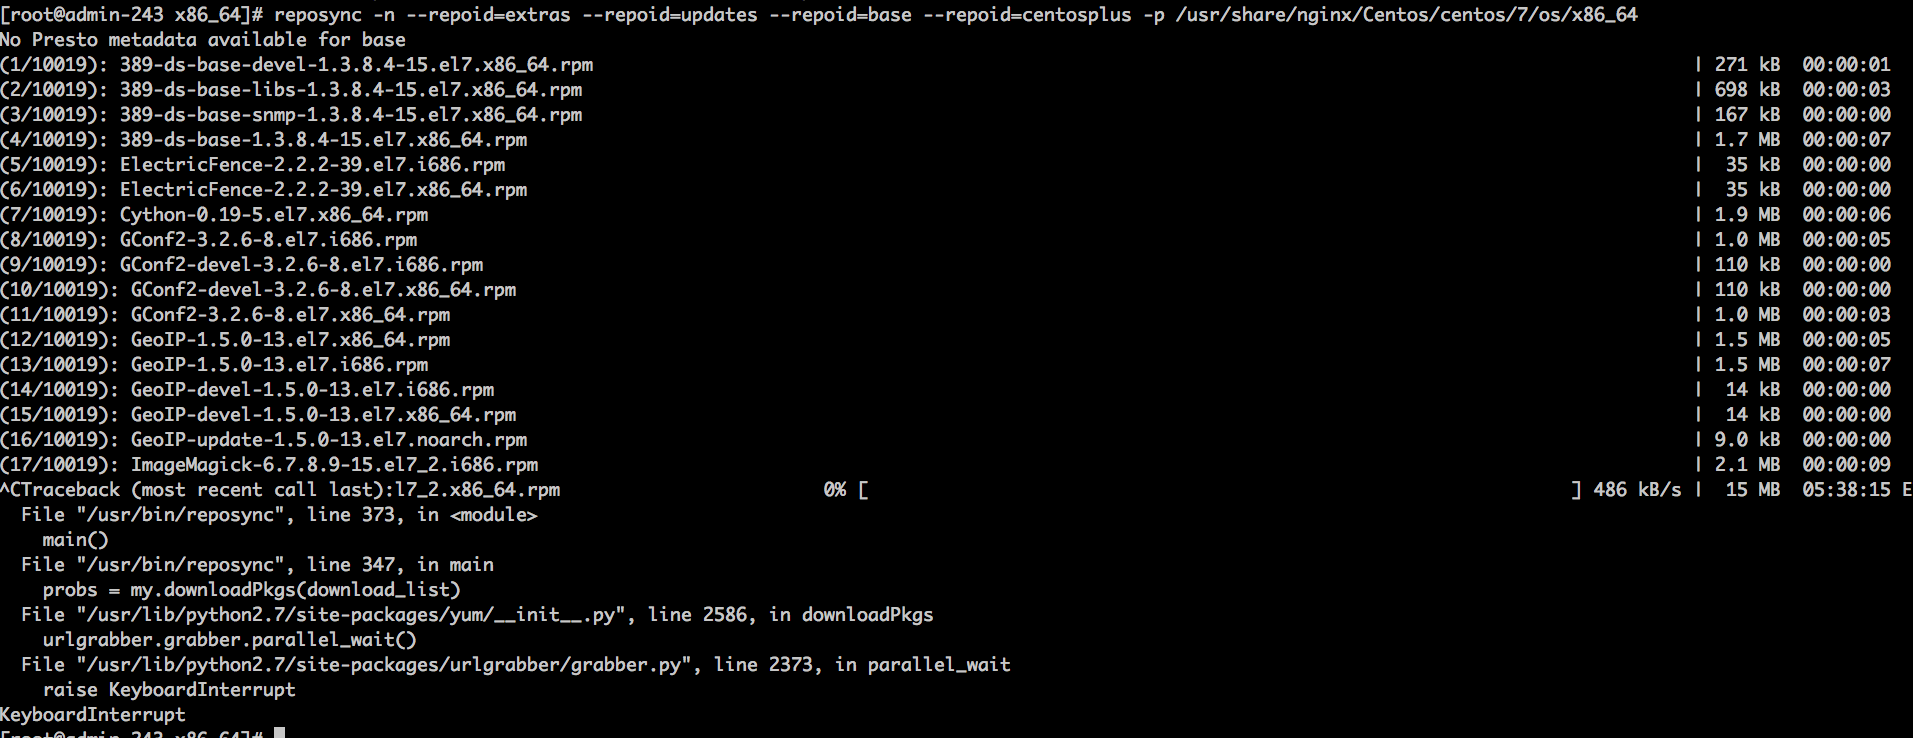 [root@admin-243 x86_64]# reposync -n --repoid=extras --repoid=updates --repoid=base --repoid=centosplus -p /usr/share/nginx/Centos/centos/7/os/x86_64
No Presto metadata available for base
(1/10019): 389-ds-base-devel-1.3.8.4-15.el7.x86_64.rpm | 271 kB 00:00:01
(2/10019): 389-ds-base-libs-1.3.8.4-15.el7.x86_64.rpm | 698 kB 00:00:03
(3/10019): 389-ds-base-snmp-1.3.8.4-15.el7.x86_64.rpm | 167 kB 00:00:00
(4/10019): 389-ds-base-1.3.8.4-15.el7.x86_64.rpm | 1.7 MB 00:00:07
(5/10019): ElectricFence-2.2.2-39.el7.i686.rpm | 35 kB 00:00:00
(6/10019): ElectricFence-2.2.2-39.el7.x86_64.rpm | 35 kB 00:00:00
(7/10019): Cython-0.19-5.el7.x86_64.rpm | 1.9 MB 00:00:06
(8/10019): GConf2-3.2.6-8.el7.i686.rpm | 1.0 MB 00:00:05
(9/10019): GConf2-devel-3.2.6-8.el7.i686.rpm | 110 kB 00:00:00
(10/10019): GConf2-devel-3.2.6-8.el7.x86_64.rpm | 110 kB 00:00:00
(11/10019): GConf2-3.2.6-8.el7.x86_64.rpm | 1.0 MB 00:00:03
(12/10019): GeoIP-1.5.0-13.el7.x86_64.rpm | 1.5 MB 00:00:05
(13/10019): GeoIP-1.5.0-13.el7.i686.rpm | 1.5 MB 00:00:07
(14/10019): GeoIP-devel-1.5.0-13.el7.i686.rpm | 14 kB 00:00:00
(15/10019): GeoIP-devel-1.5.0-13.el7.x86_64.rpm | 14 kB 00:00:00
(16/10019): GeoIP-update-1.5.0-13.el7.noarch.rpm | 9.0 kB 00:00:00
(17/10019): ImageMagick-6.7.8.9-15.el7_2.i686.rpm | 2.1 MB 00:00:09
^CTraceback (most recent call last):l7_2.x86_64.rpm 0% [ ] 486 kB/s | 15 MB 05:38:15 E
File "/usr/bin/reposync", line 373, in <module>
main()
File "/usr/bin/reposync", line 347, in main
probs = my.downloadPkgs(download_list)
File "/usr/lib/python2.7/site-packages/yum/__init__.py", line 2586, in downloadPkgs
urlgrabber.grabber.parallel_wait()
File "/usr/lib/python2.7/site-packages/urlgrabber/grabber.py", line 2373, in parallel_wait
raise KeyboardInterrupt
KeyboardInterrupt
[root@admin-243 x86_64]#